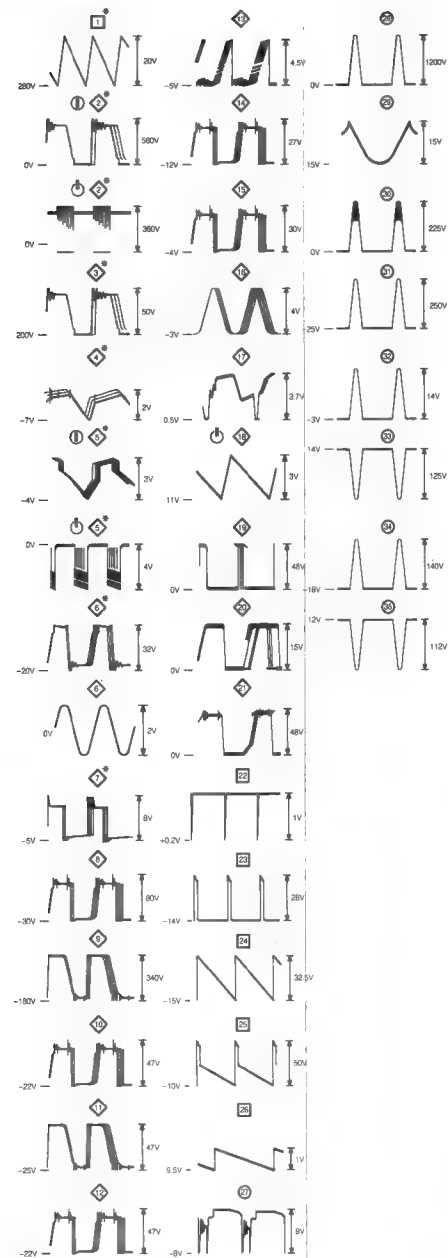 1 *
20V
280V
2 *
580V
0V
2 *
360V
0V
3 *
50V
200V
4 *
2V
-7V
5 *
3V
-4V
5 *
0V
4V
6 *
32V
-20V
6
0V
2V
7 *
8V
-5V
8
80V
-30V
9
340V
-180V
10
47V
-22V
11
47V
-25V
12
47V
-22V
13
4.5V
-5V
14
27V
-12V
15
30V
-4V
16
4V
-3V
17
3.7V
0.5V
18
3V
11V
19
48V
0V
20
15V
0V
21
48V
0V
22
1V
+0.2V
23
28V
-14V
24
32.5V
-15V
25
50V
-10V
26
1V
9.5V
27
9V
-8V
28
1200V
0V
29
15V
15V
30
225V
0V
31
250V
-25V
32
14V
-3V
33
14V
125V
34
140V
-18V
35
12V
112V